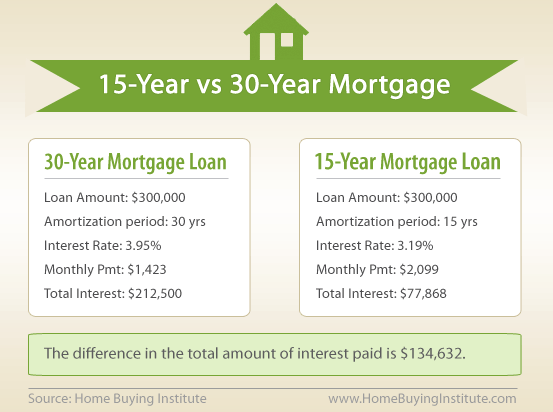 15-Year vs 30-Year Mortgage
30-Year Mortgage Loan
Loan Amount: $300,000
Amortization period: 30 yrs
Interest Rate: 3.95%
Monthly Pmt: $1,423
Total Interest: $212,500
15-Year Mortgage Loan
Loan Amount: $300,000
Amortization period: 15 yrs
Interest Rate: 3.19%
Monthly Pmt: $2,099
Total Interest: $77,868
The difference in the total amount of interest paid is $134,632.
Source: Home Buying Institute
www.HomeBuyingInstitute.com